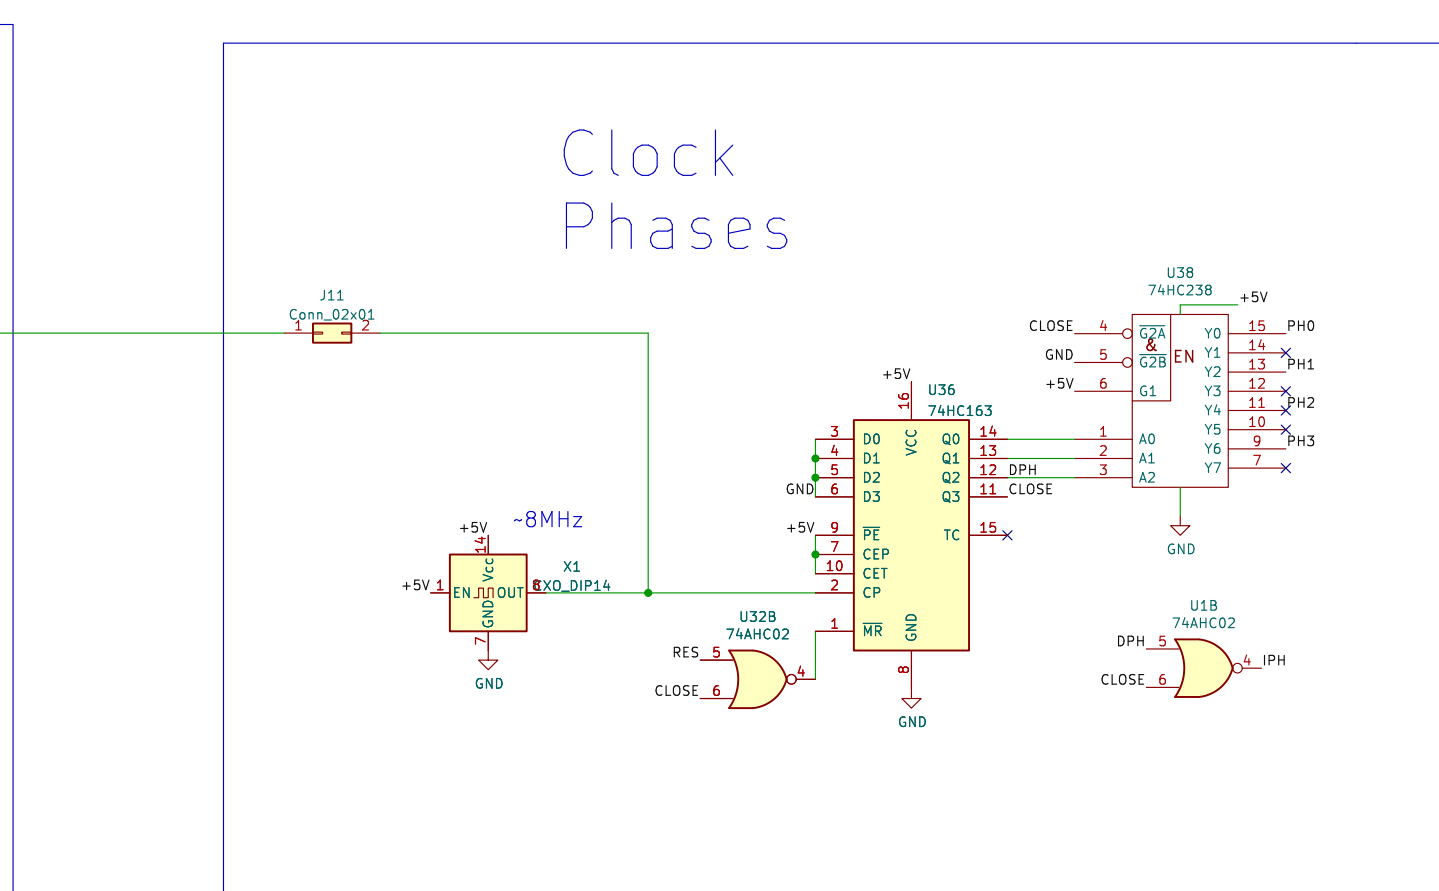 Clock
Phases
J11
Conn_02x01
1 2
~8MHz
+5V
14
Vcc
+5V 1 EN OUT 8
X1
CXO_DIP14
GND
7
GND
U32B
74AHC02
RES 5
CLOSE 6
4
+5V
16
VCC
U36
74HC163
3 D0 Q0 14
4 D1 Q1 13
5 D2 Q2 12 DPH
GND 6 D3 Q3 11 CLOSE
+5V 9 PE TC 15
7 CEP
10 CET
2 CP
1 MR
GND
8
GND
U38
74HC238
+5V
CLOSE 4 G2A Y0 15 PH0
& EN
Y1 14
GND 5 G2B Y2 13 PH1
+5V 6 G1 Y3 12
Y4 11 PH2
Y5 10
1 A0 Y6 9 PH3
2 A1 Y7 7
3 A2
GND
U1B
74AHC02
DPH 5
CLOSE 6
4 IPH